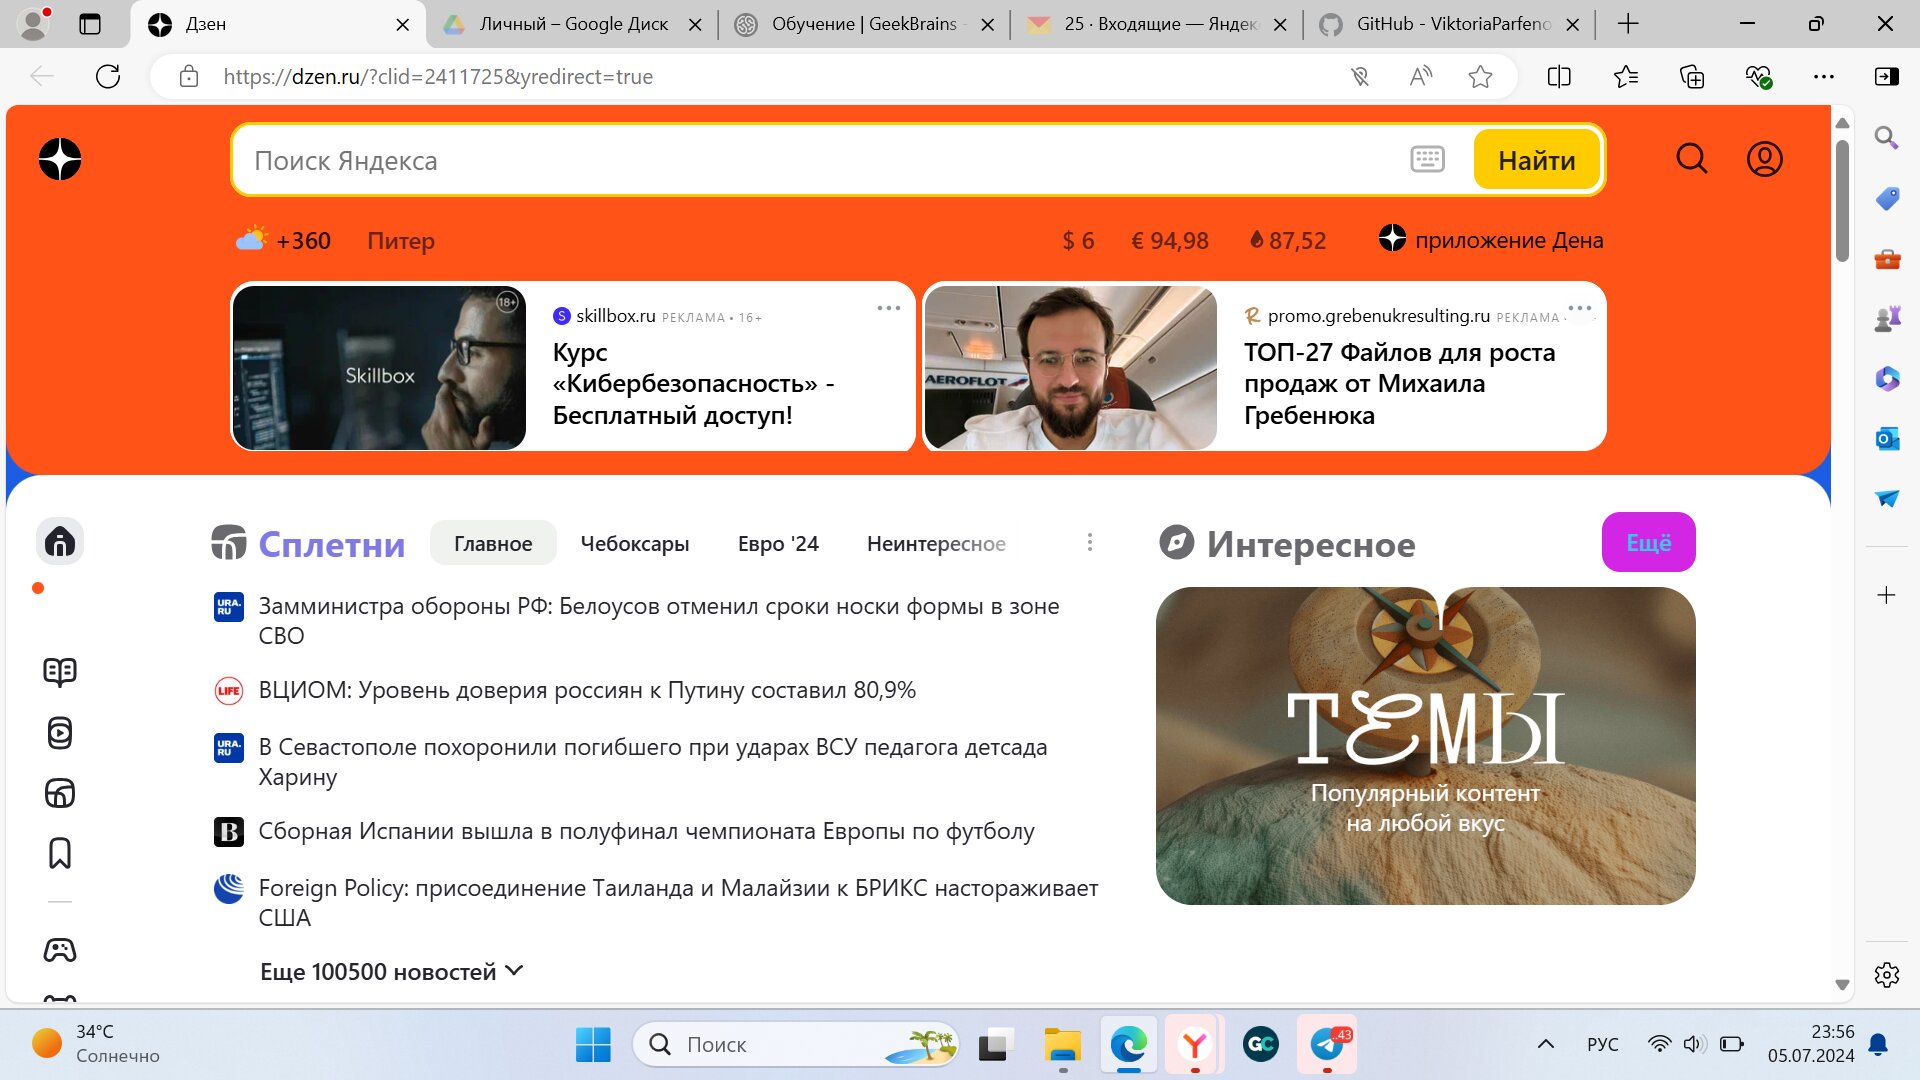 Дзен
Личный – Google Диск
Обучение | GeekBrains -
25 · Входящие — Яндекс
GitHub - ViktoriaParfeno
https://dzen.ru/?clid=2411725&yredirect=true
Поиск Яндекса
Найти
+360
Питер
$ 6
€ 94,98
87,52
приложение Дена
Skillbox
18+
S
skillbox.ru РЕКЛАМА • 16+
Курс
«Кибербезопасность» -
Бесплатный доступ!
AEROFLOT
promo.grebenukresulting.ru РЕКЛАМА
ТОП-27 Файлов для роста
продаж от Михаила
Гребенюка
Сплетни
Главное
Чебоксары
Евро '24
Неинтересное
Интересное
Ещё
URA.RU
Замминистра обороны РФ: Белоусов отменил сроки носки формы в зоне
СВО
LIFE
ВЦИОМ: Уровень доверия россиян к Путину составил 80,9%
URA.RU
В Севастополе похоронили погибшего при ударах ВСУ педагога детсада
Харину
B
Сборная Испании вышла в полуфинал чемпионата Европы по футболу
Foreign Policy: присоединение Таиланда и Малайзии к БРИКС настораживает
США
Еще 100500 новостей
ТЕМЫ
Популярный контент
на любой вкус
34°C
Солнечно
Поиск
GC
..43
РУС
23:56
05.07.2024